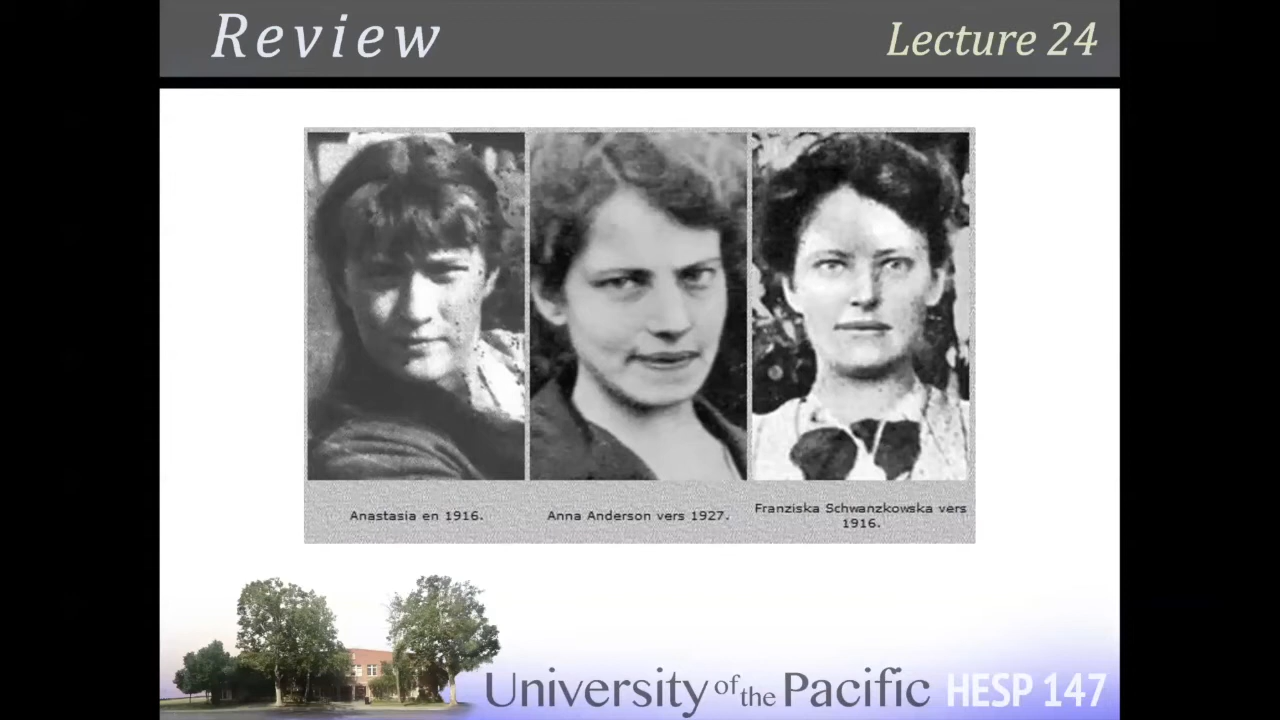 Review
Lecture 24
Anastasia en 1916.
Anna Anderson vers 1927.
Franziska Schwanzkowska vers
1916.
University of the Pacific HESP 147